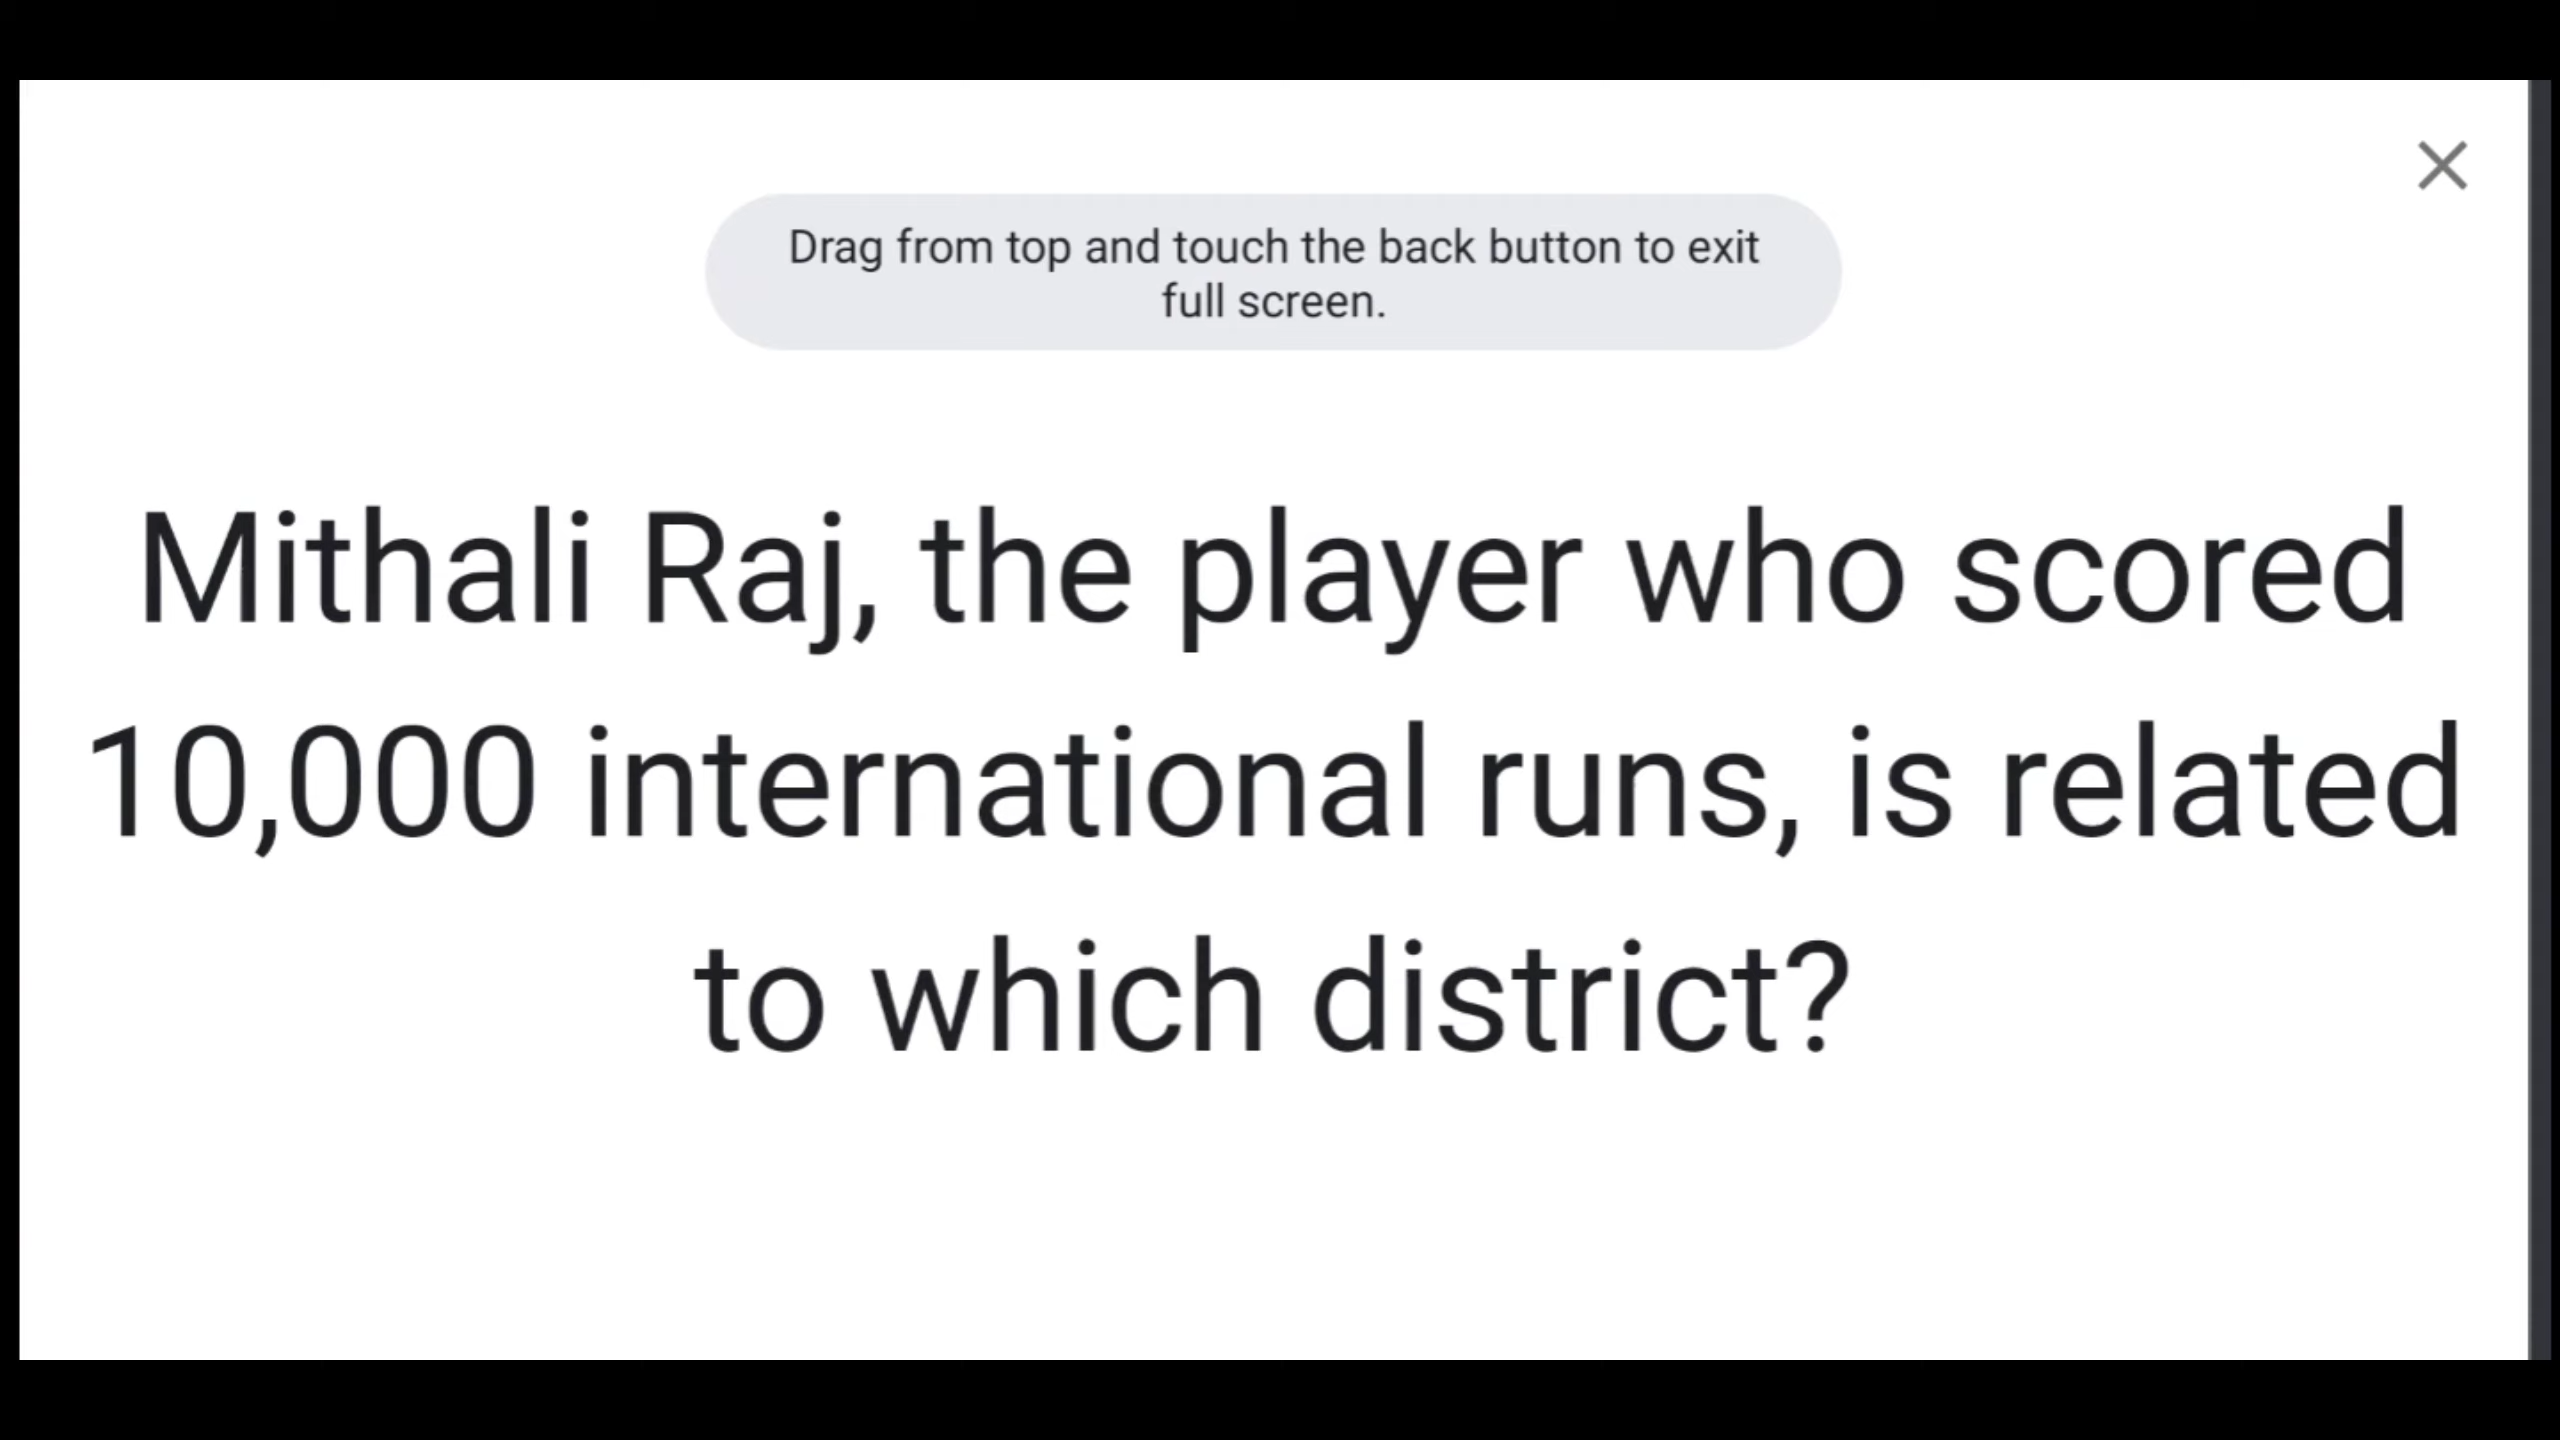 Drag from top and touch the back button to exit
full screen.
Mithali Raj, the player who scored
10,000 international runs, is related
to which district?